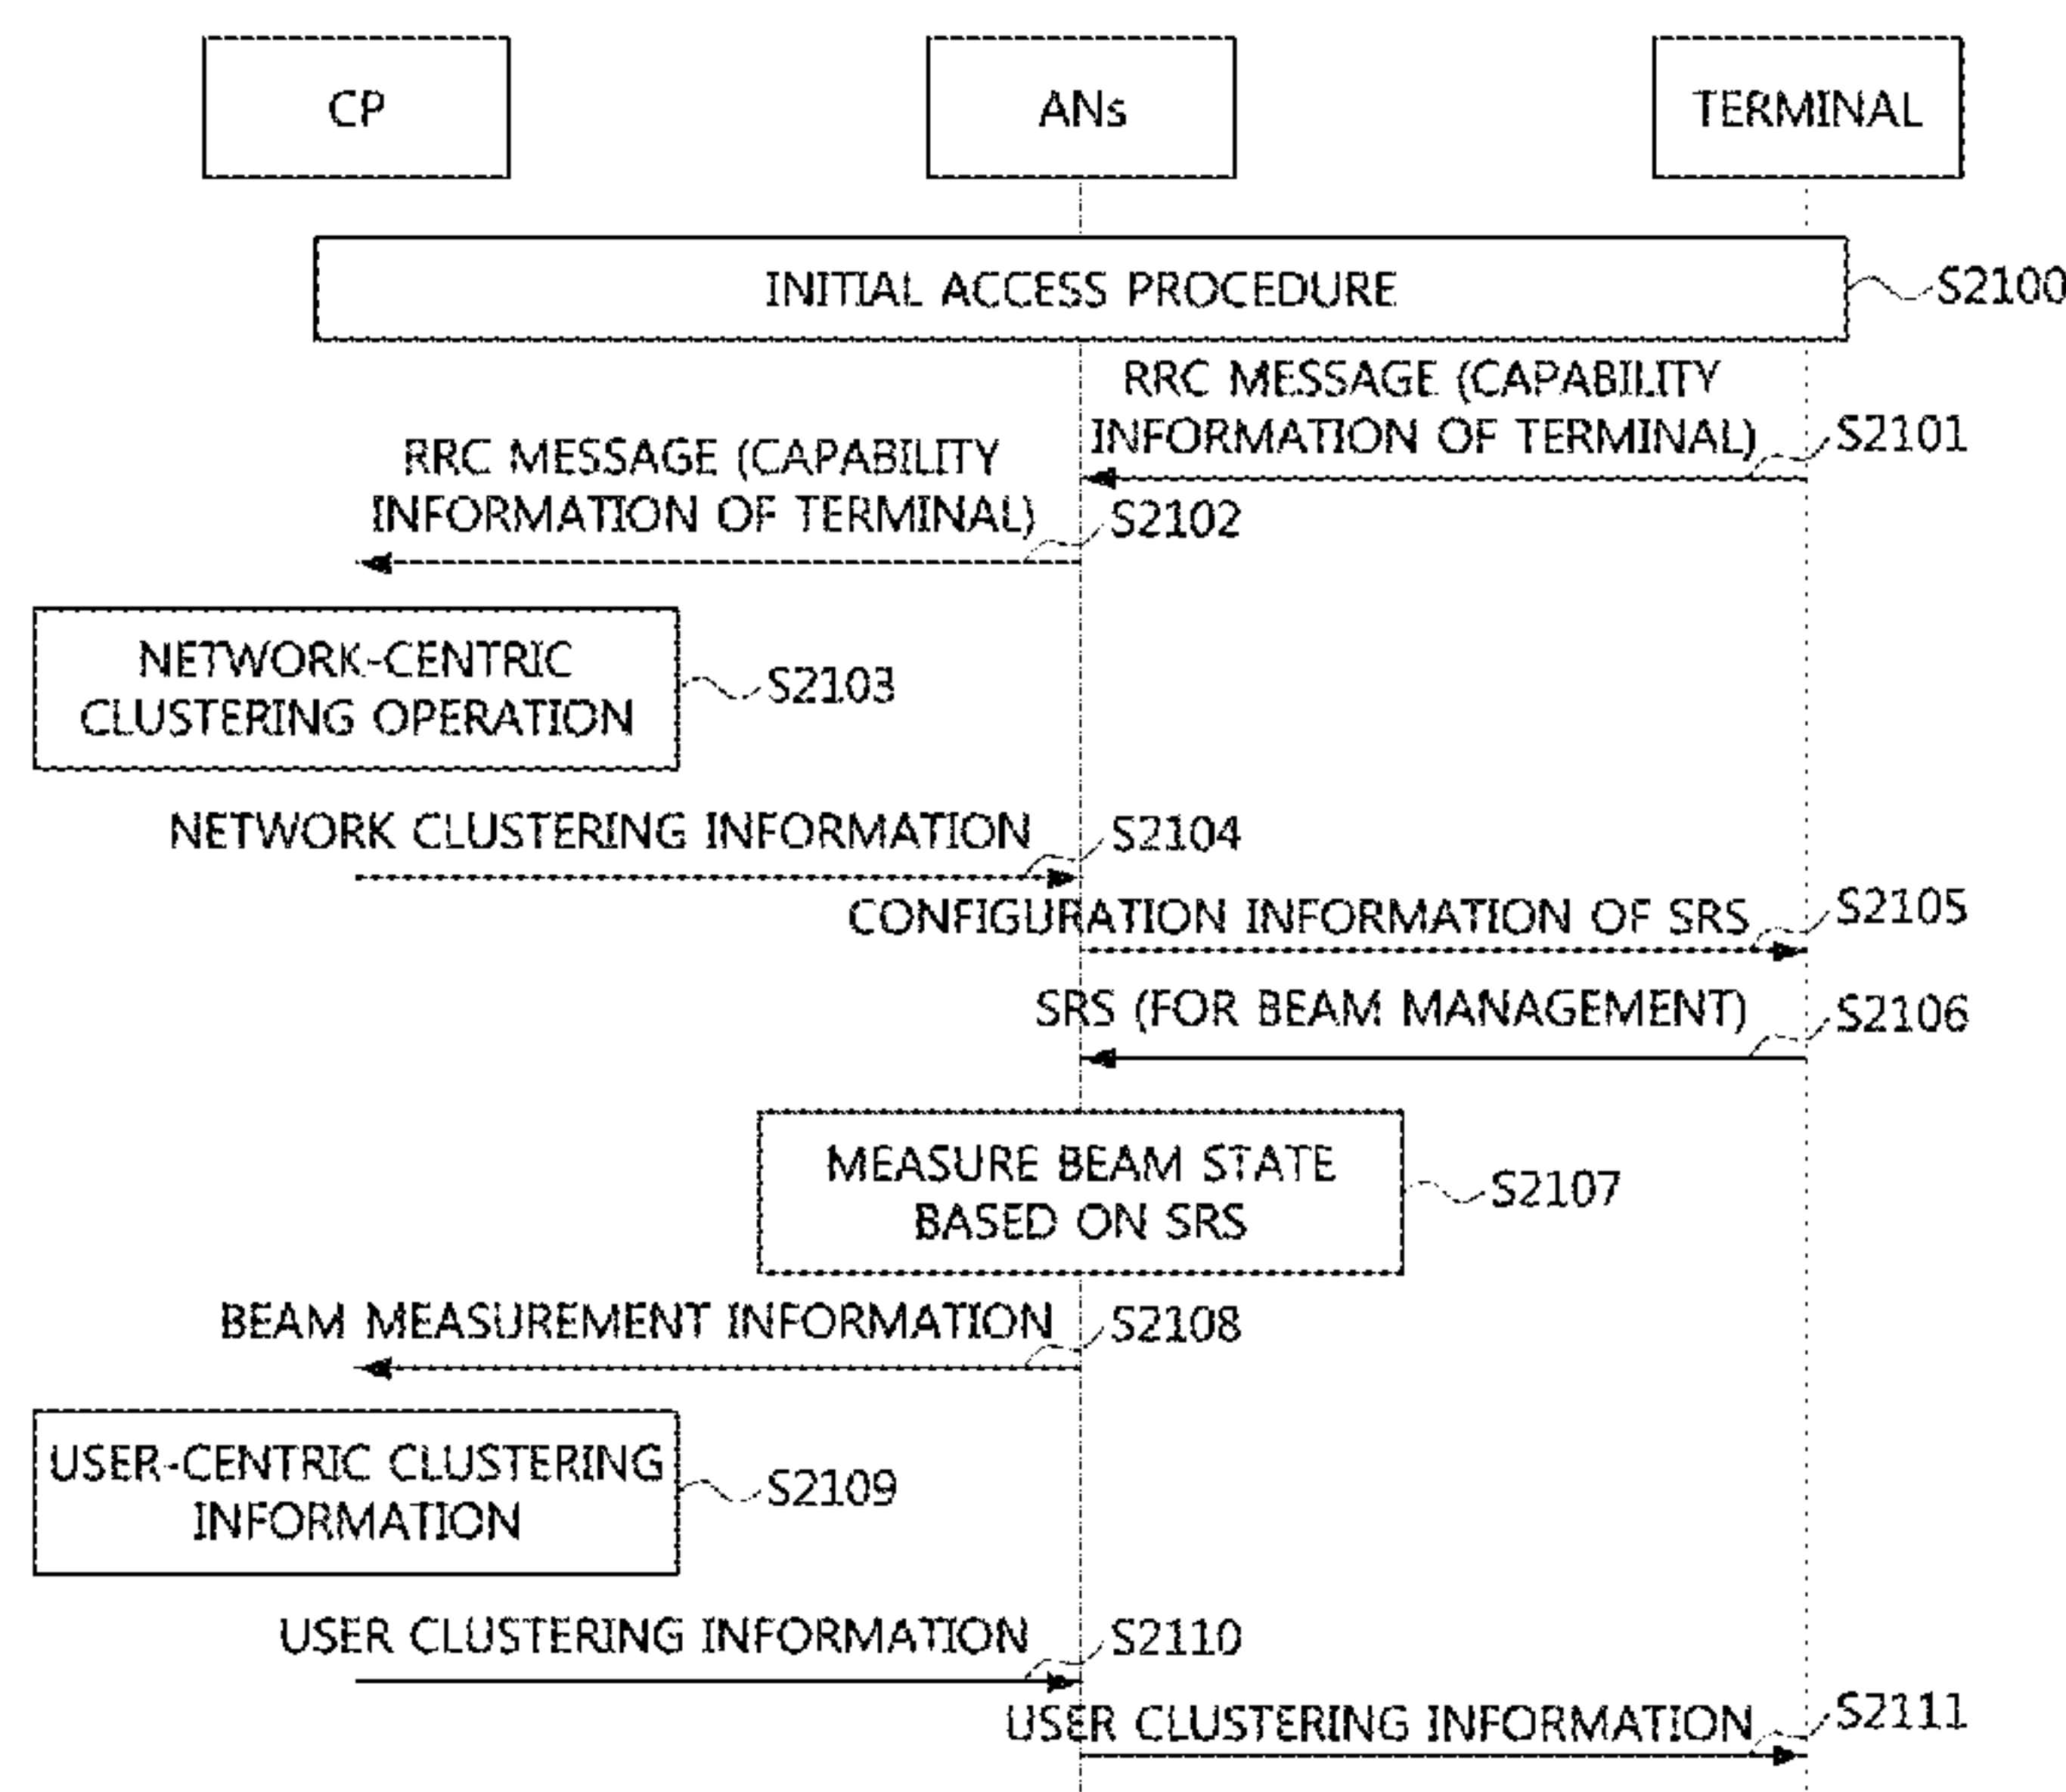 CP
ANs
TERMINAL
INITIAL ACCESS PROCEDURE
S2100
RRC MESSAGE (CAPABILITY
INFORMATION OF TERMINAL)
S2101
RRC MESSAGE (CAPABILITY
INFORMATION OF TERMINAL)
S2102
NETWORK-CENTRIC
CLUSTERING OPERATION
S2103
NETWORK CLUSTERING INFORMATION
S2104
CONFIGURATION INFORMATION OF SRS
S2105
SRS (FOR BEAM MANAGEMENT)
S2106
MEASURE BEAM STATE
BASED ON SRS
S2107
BEAM MEASUREMENT INFORMATION
S2108
USER-CENTRIC CLUSTERING
INFORMATION
S2109
USER CLUSTERING INFORMATION
S2110
USER CLUSTERING INFORMATION
S2111